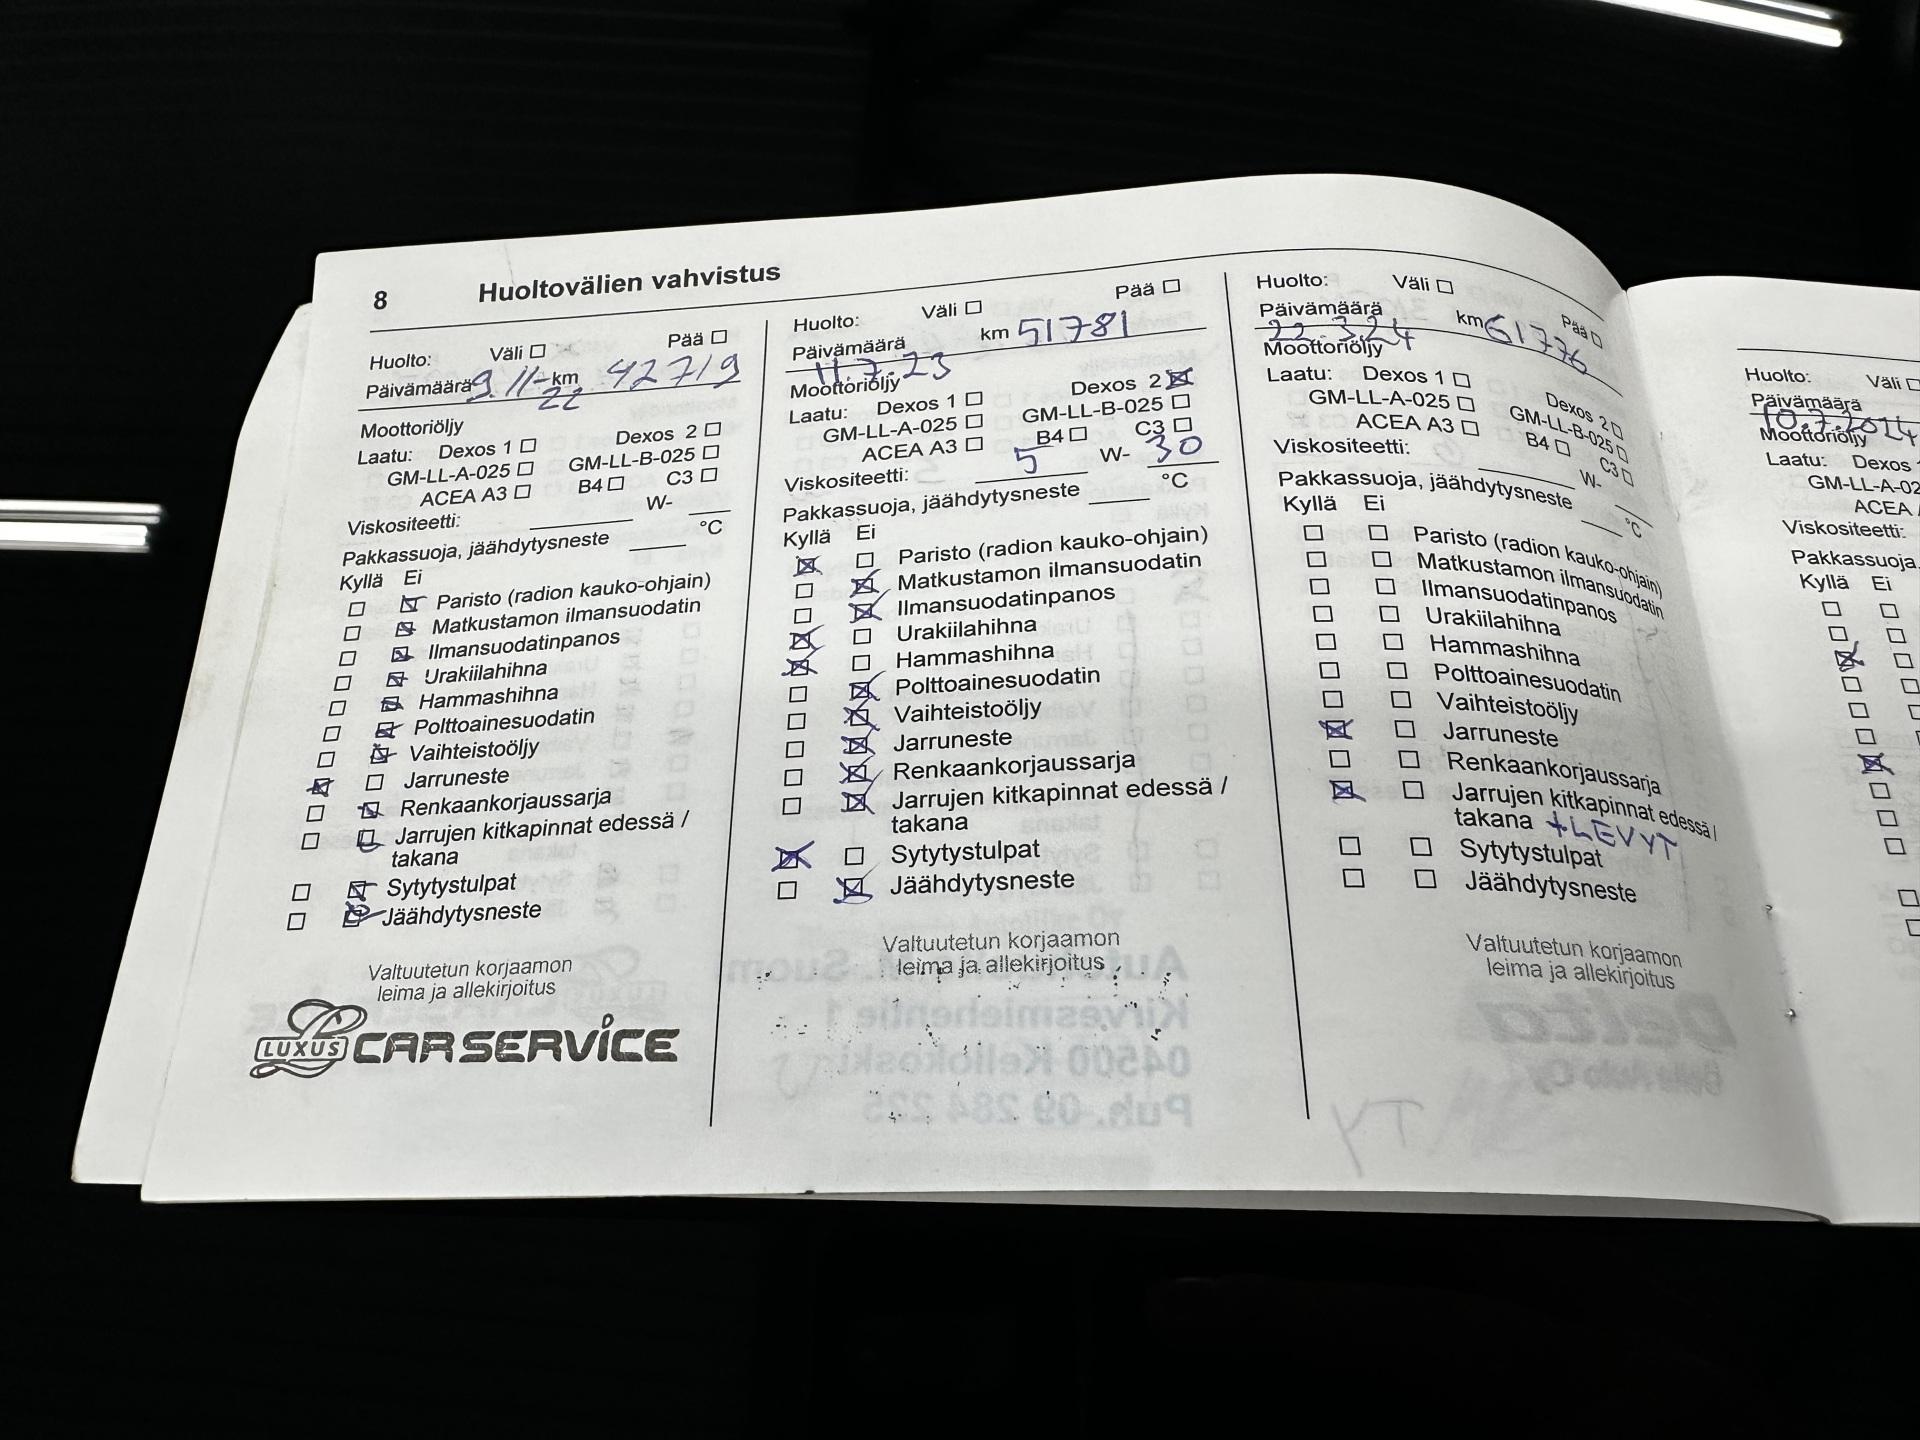 8 Huoltovälien vahvistus
Huolto: Väli Pää
Päivämäärä 9.11-22 km 42719
Moottoriöljy
Laatu: Dexos 1 Dexos 2
GM-LL-A-025 GM-LL-B-025
ACEA A3 B4 C3
Viskositeetti: W-
Pakkassuoja, jäähdytysneste °C
Kyllä Ei
Paristo (radion kauko-ohjain)
Matkustamon ilmansuodatin
Ilmansuodatinpanos
Urakiilahihna
Hammashihna
Polttoainesuodatin
Vaihteistoöljy
Jarruneste
Renkaankorjaussarja
Jarrujen kitkapinnat edessä /
takana
Sytytystulpat
Jäähdytysneste
Valtuutetun korjaamon
leima ja allekirjoitus
LUXUS CARSERVICE
Huolto: Väli Pää
Päivämäärä 11.7.23 km 51781
Moottoriöljy
Laatu: Dexos 1 Dexos 2
GM-LL-A-025 GM-LL-B-025
ACEA A3 B4 C3
Viskositeetti: 5 W- 30
Pakkassuoja, jäähdytysneste °C
Kyllä Ei
Paristo (radion kauko-ohjain)
Matkustamon ilmansuodatin
Ilmansuodatinpanos
Urakiilahihna
Hammashihna
Polttoainesuodatin
Vaihteistoöljy
Jarruneste
Renkaankorjaussarja
Jarrujen kitkapinnat edessä /
takana
Sytytystulpat
Jäähdytysneste
Valtuutetun korjaamon
leima ja allekirjoitus
Huolto: Väli Pää
Päivämäärä 22.3.24 km 61776
Moottoriöljy
Laatu: Dexos 1 Dexos 2
GM-LL-A-025 GM-LL-B-025
ACEA A3 B4 C3
Viskositeetti: W-
Pakkassuoja, jäähdytysneste °C
Kyllä Ei
Paristo (radion kauko-ohjain)
Matkustamon ilmansuodatin
Ilmansuodatinpanos
Urakiilahihna
Hammashihna
Polttoainesuodatin
Vaihteistoöljy
Jarruneste
Renkaankorjaussarja
Jarrujen kitkapinnat edessä /
takana +LEVYT
Sytytystulpat
Jäähdytysneste
Valtuutetun korjaamon
leima ja allekirjoitus
Huolto: Väli
Päivämäärä
10.7.2024
Moottoriöljy
Laatu: Dexos
GM-LL-A-02
ACEA
Viskositeetti:
Pakkassuoja,
Kyllä Ei